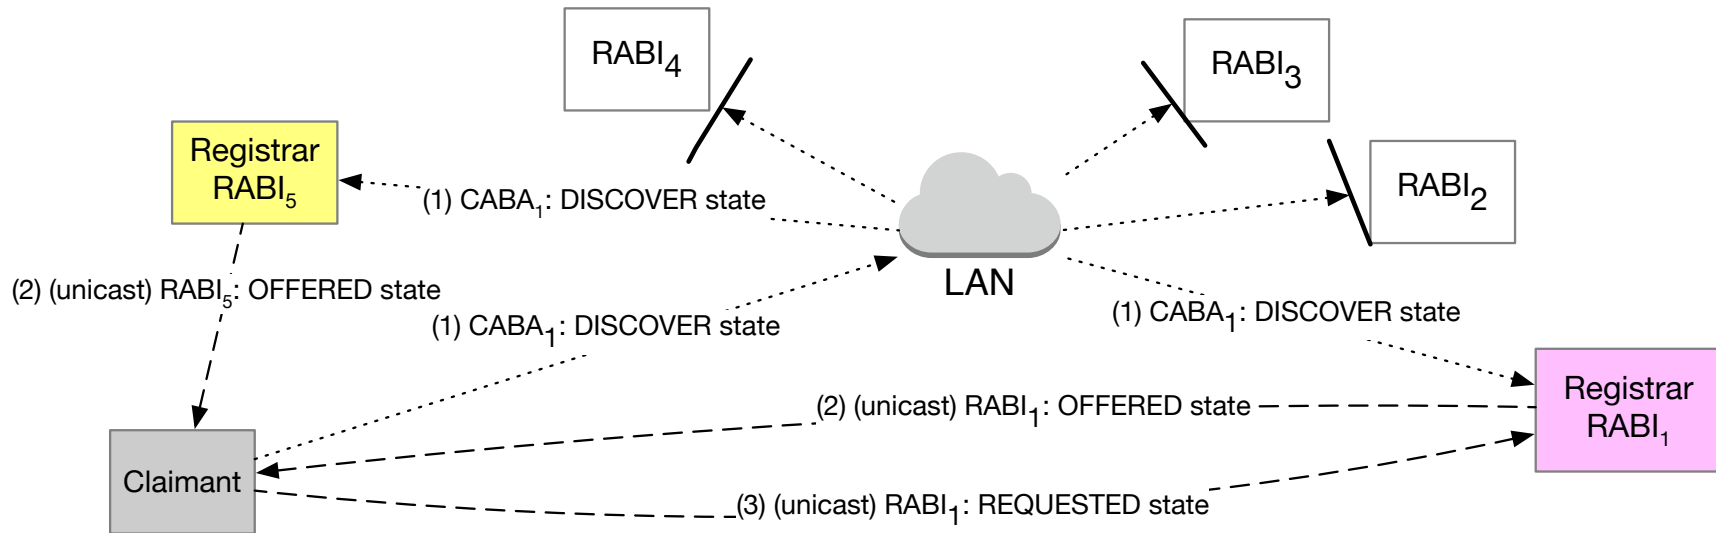 RABI4
RABI3
Registrar
RABI5
RABI2
(1) CABA1: DISCOVER state
LAN
(2) (unicast) RABI5: OFFERED state
(1) CABA1: DISCOVER state
(1) CABA1: DISCOVER state
Registrar
RABI1
(2) (unicast) RABI1: OFFERED state
Claimant
(3) (unicast) RABI1: REQUESTED state